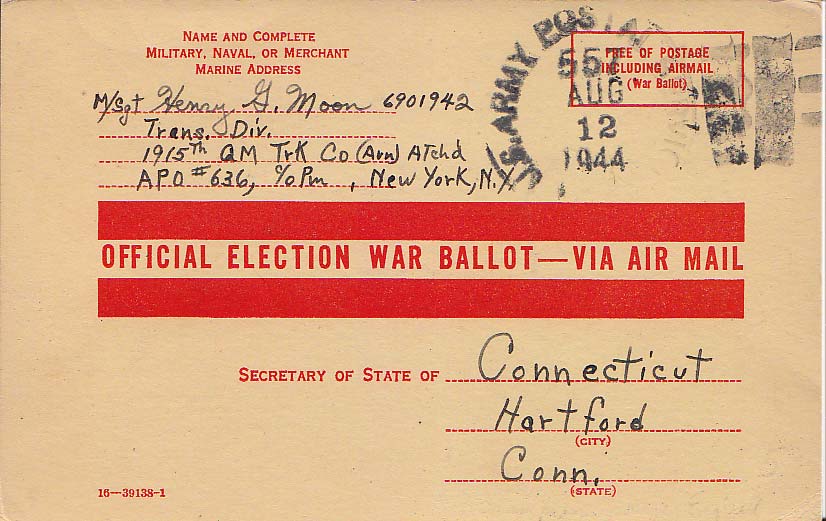 NAME AND COMPLETE
MILITARY, NAVAL, OR MERCHANT
MARINE ADDRESS
M/Sgt Henry G. Moon 6901942
Trans. Div.
1915th QM Trk Co (Avn) Atchd
APO #636, c/o Pm, New York, N.Y.
U.S. ARMY POSTAL
557
AUG
12
1944
FREE OF POSTAGE
INCLUDING AIRMAIL
(War Ballot)
OFFICIAL ELECTION WAR BALLOT—VIA AIR MAIL
SECRETARY OF STATE OF Connecticut
Hartford
(CITY)
Conn.
(STATE)
16—39138-1